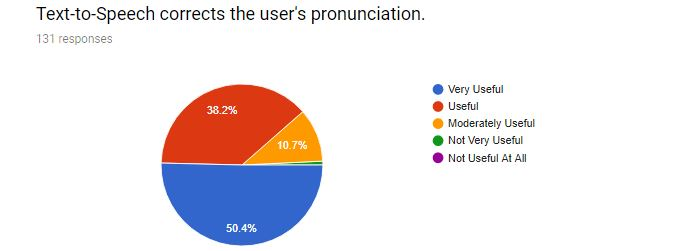 Text-to-Speech corrects the user's pronunciation.
131 responses
38.2%
10.7%
50.4%
Very Useful
Useful
Moderately Useful
Not Very Useful
Not Useful At All